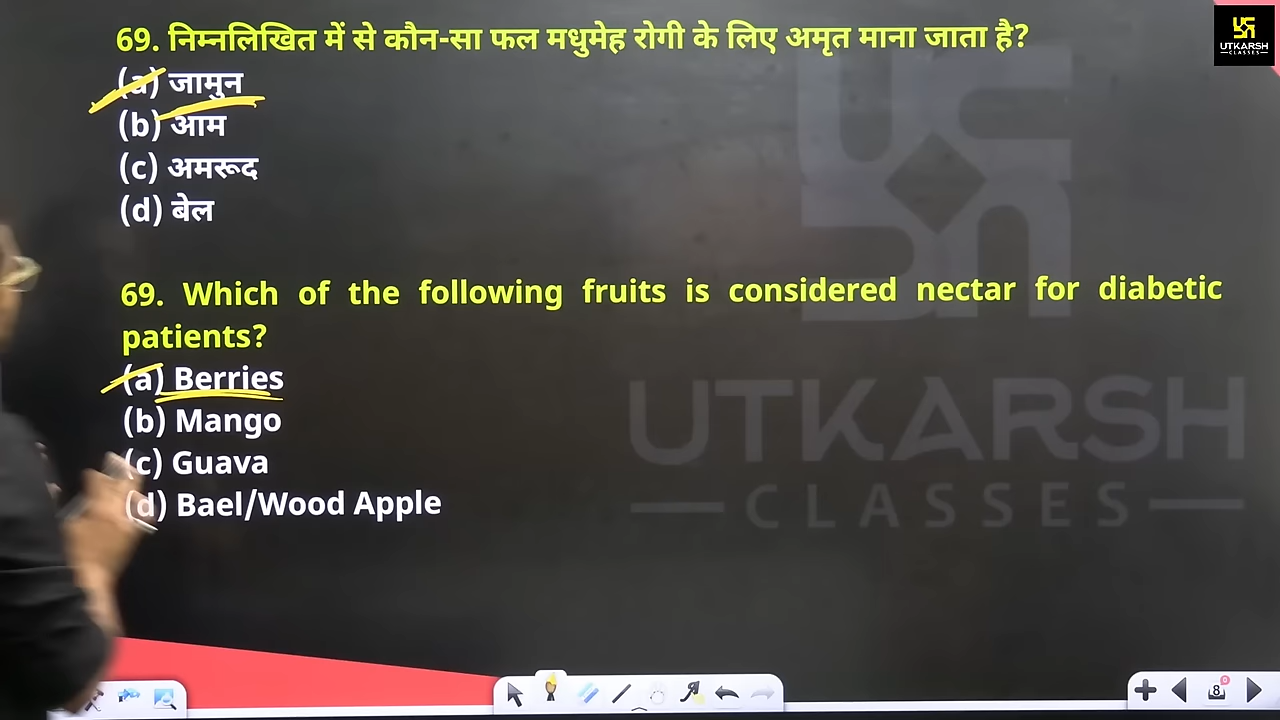 UTKARSH
CLASSES
69. निम्नलिखित में से कौन-सा फल मधुमेह रोगी के लिए अमृत माना जाता है?
(a) जामुन
(b) आम
(c) अमरूद
(d) बेल
69. Which of the following fruits is considered nectar for diabetic
patients?
(a) Berries
(b) Mango
(c) Guava
(d) Bael/Wood Apple
UTKARSH
CLASSES
8
0